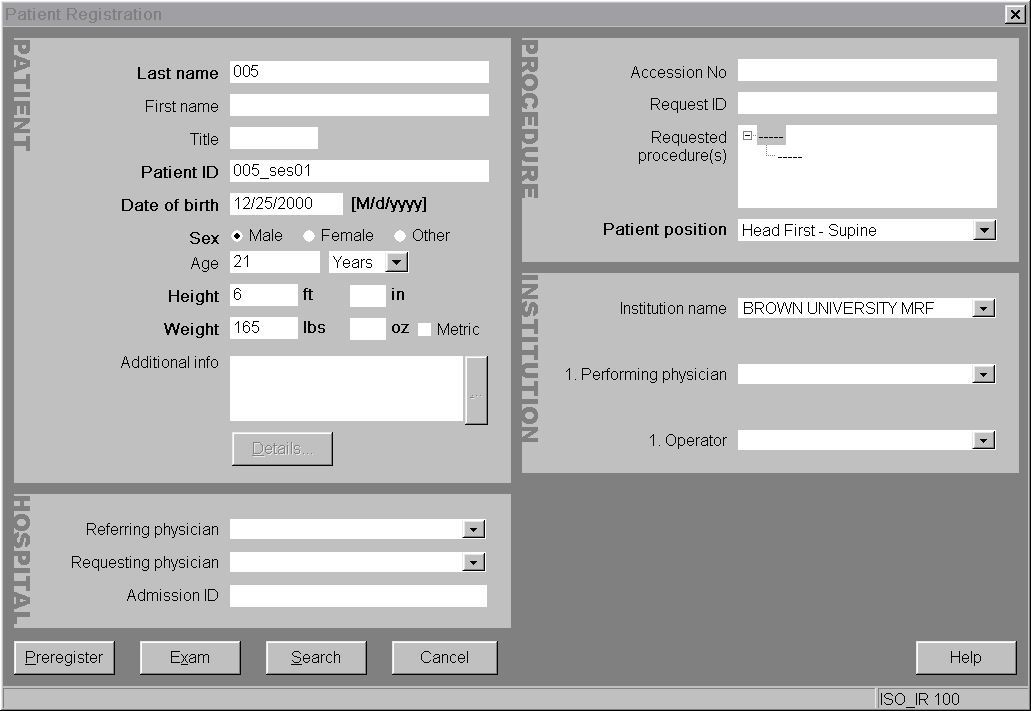 Patient Registration
PATIENT
Last name 005
First name
Title
Patient ID 005_ses01
Date of birth 12/25/2000 [M/d/yyyy]
Sex Male Female Other
Age 21 Years
Height 6 ft in
Weight 165 lbs oz Metric
Additional info
...
Details...
HOSPITAL
Referring physician
Requesting physician
Admission ID
PROCEDURE
Accession No
Request ID
Requested
procedure(s)
-----
-----
Patient position Head First - Supine
INSTITUTION
Institution name BROWN UNIVERSITY MRF
1. Performing physician
1. Operator
Preregister Exam Search Cancel Help
ISO_IR 100